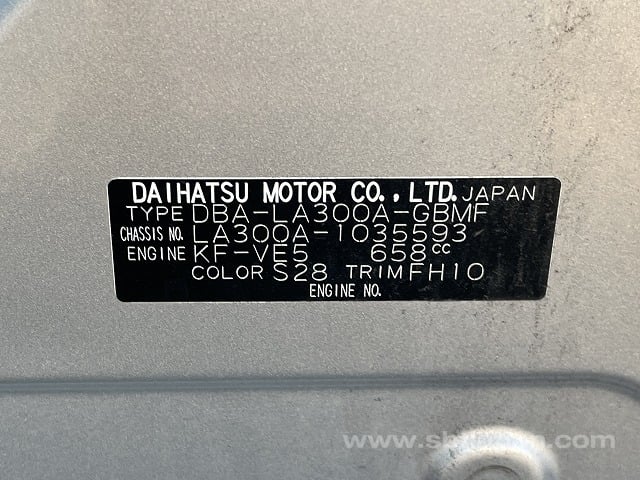 DAIHATSU MOTOR CO., LTD. JAPAN
TYPE DBA-LA300A-GBMF
CHASSIS NO. LA300A-1035593
ENGINE KF-VE5 658CC
COLOR S28 TRIM FH10
ENGINE NO.